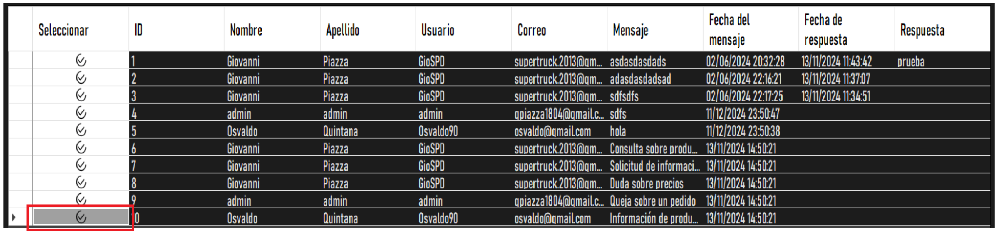 Seleccionar ID Nombre Apellido Usuario Correo Mensaje Fecha del mensaje Fecha de respuesta Respuesta
1 Giovanni Piazza GioSPD supertruck.2013@gm... asdasdasdads 02/06/2024 20:32:28 13/11/2024 11:43:42 prueba
2 Giovanni Piazza GioSPD supertruck.2013@gm... adasdasdadsad 02/06/2024 22:16:21 13/11/2024 11:37:07
3 Giovanni Piazza GioSPD supertruck.2013@gm... sdfsdfs 02/06/2024 22:17:25 13/11/2024 11:34:51
4 admin admin admin gpiazza1804@gmail.c... sdfs 11/12/2024 23:50:47
5 Osvaldo Quintana Osvaldo90 osvaldo@gmail.com hola 11/12/2024 23:50:38
6 Giovanni Piazza GioSPD supertruck.2013@gm... Consulta sobre produ... 13/11/2024 14:50:21
7 Giovanni Piazza GioSPD supertruck.2013@gm... Solicitud de informaci... 13/11/2024 14:50:21
8 Giovanni Piazza GioSPD supertruck.2013@gm... Duda sobre precios 13/11/2024 14:50:21
9 admin admin admin gpiazza1804@gmail.c... Queja sobre un pedido 13/11/2024 14:50:21
10 Osvaldo Quintana Osvaldo90 osvaldo@gmail.com Información de produ... 13/11/2024 14:50:21